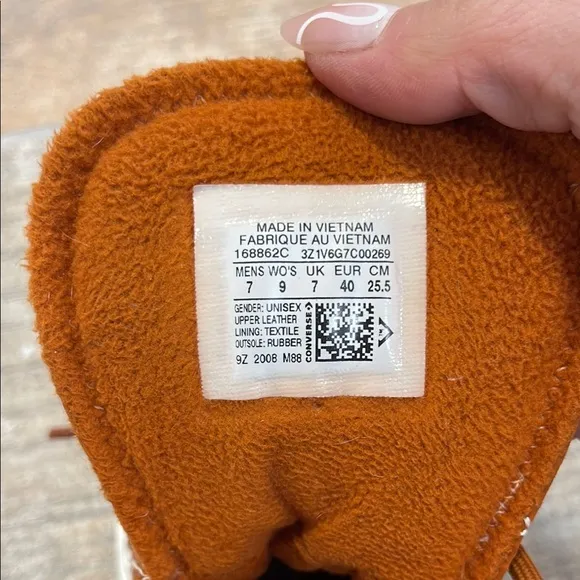 MADE IN VIETNAM
FABRIQUE AU VIETNAM
168862C 3Z1V6G7C00269
MENS WO'S UK EUR CM
7 9 7 40 25.5
GENDER: UNISEX
UPPER LEATHER
LINING: TEXTILE
OUTSOLE: RUBBER
CONVERSE
9Z 2008 M88